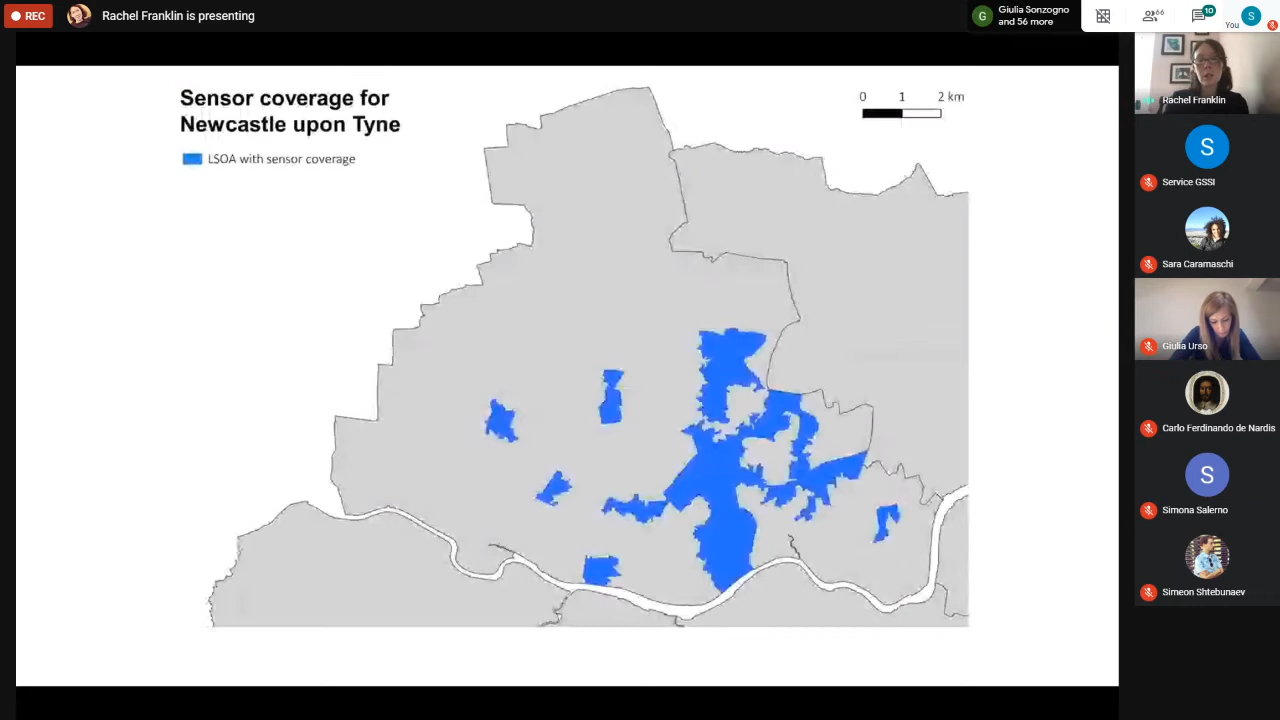 REC
Rachel Franklin is presenting
G
Giulia Sonzogno
and 56 more
66
10
You
S
Sensor coverage for
Newcastle upon Tyne
LSOA with sensor coverage
0 1 2 km
Rachel Franklin
S
Service GSSI
Sara Caramaschi
Giulia Urso
Carlo Ferdinando de Nardis
S
Simona Salerno
Simeon Shtebunaev